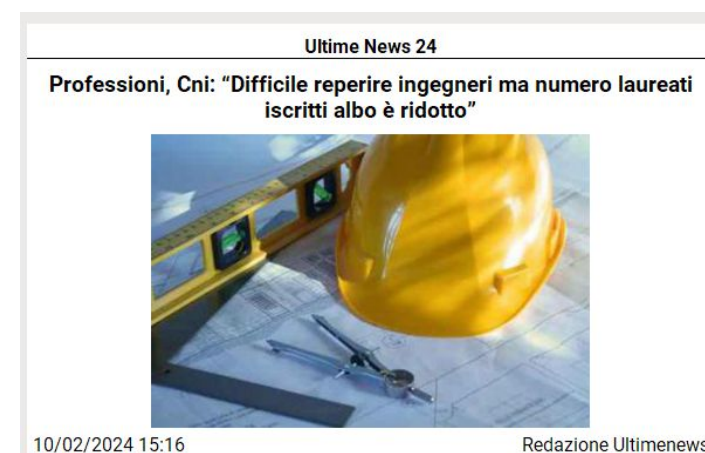 Ultime News 24
Professioni, Cni: “Difficile reperire ingegneri ma numero laureati
iscritti albo è ridotto”
10/02/2024 15:16
Redazione Ultimenews